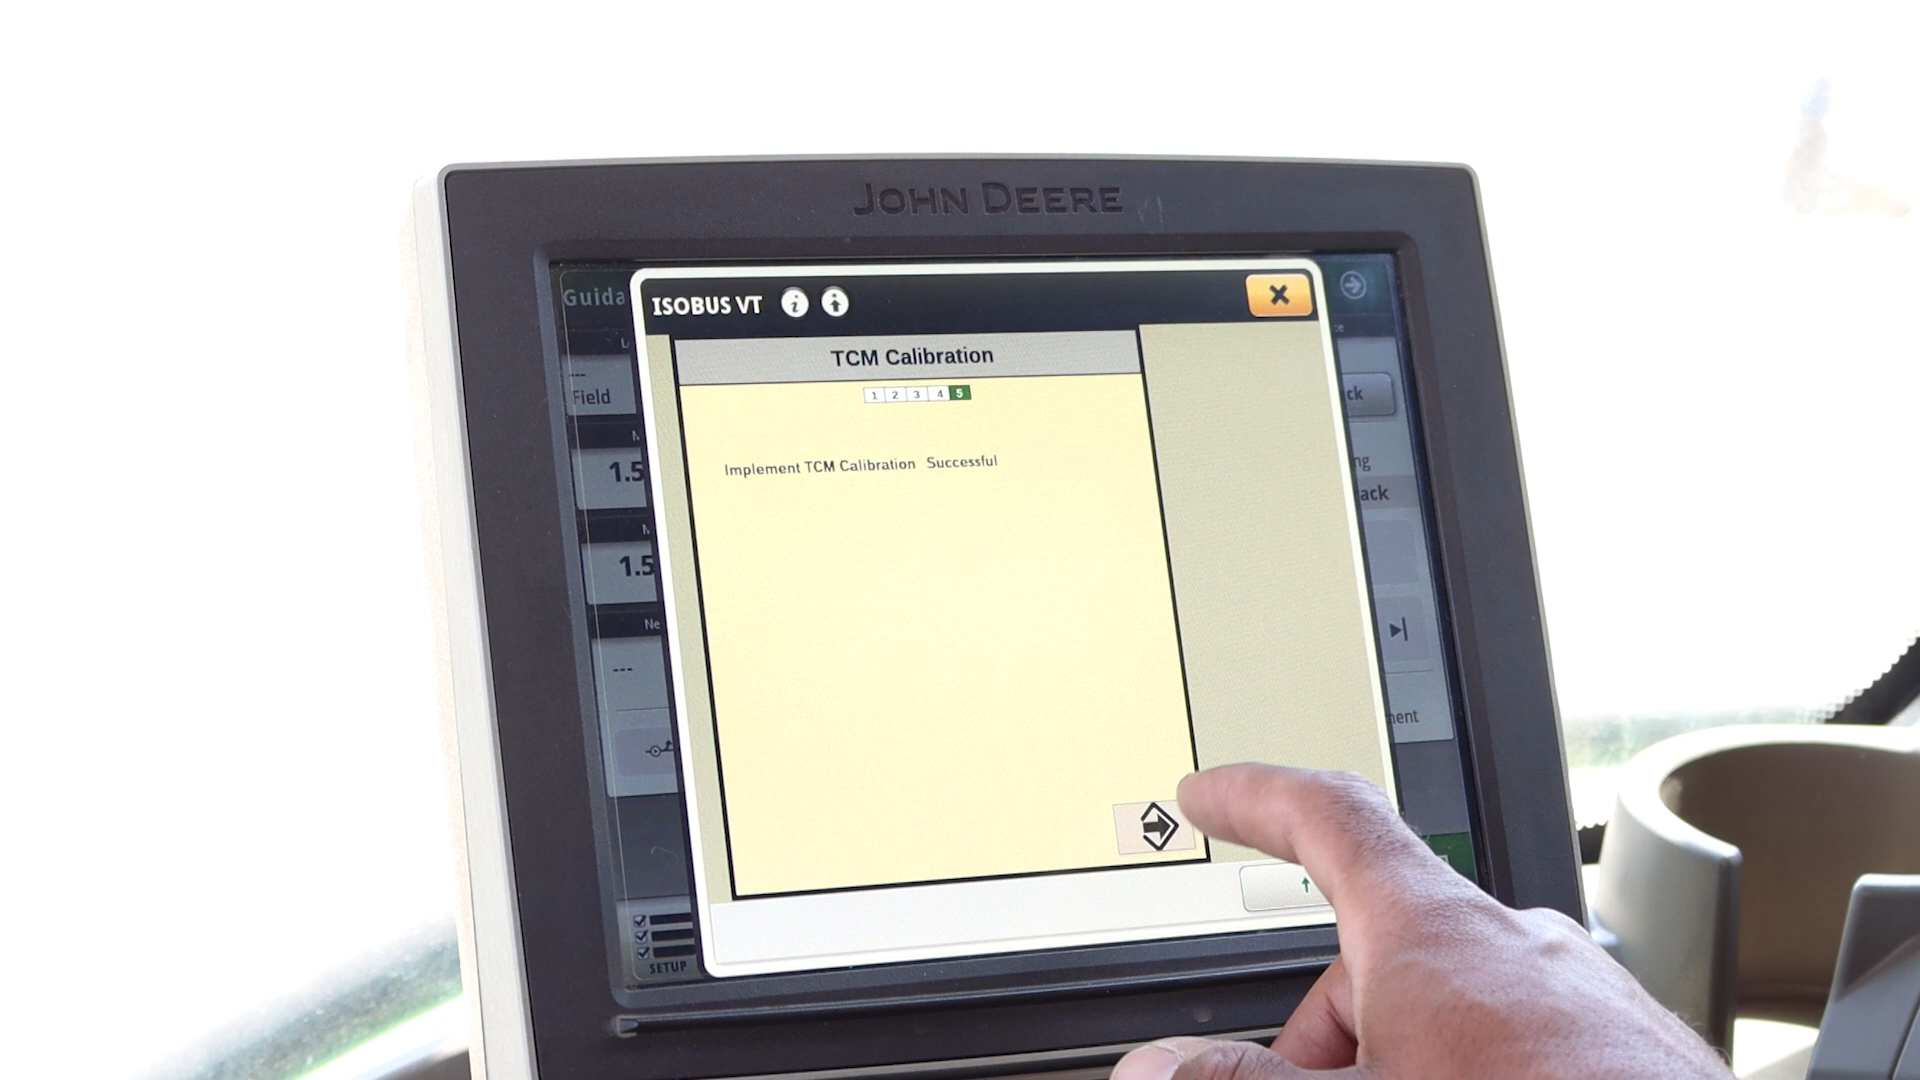 JOHN DEERE
ISOBUS VT
TCM Calibration
1 2 3 4 5
Implement TCM Calibration Successful
Guida
Field
1.5
1.5
Ne
---
SETUP
ck
ng
ack
ent